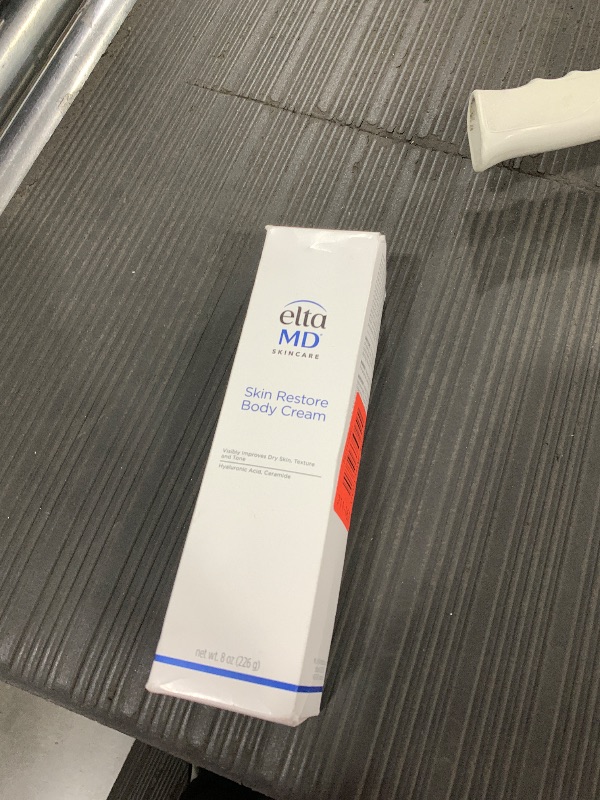 elta
MD
SKINCARE
Skin Restore
Body Cream
Visibly Improves Dry Skin, Texture
and Tone
Hyaluronic Acid, Ceramide
net wt. 8 oz (226 g)